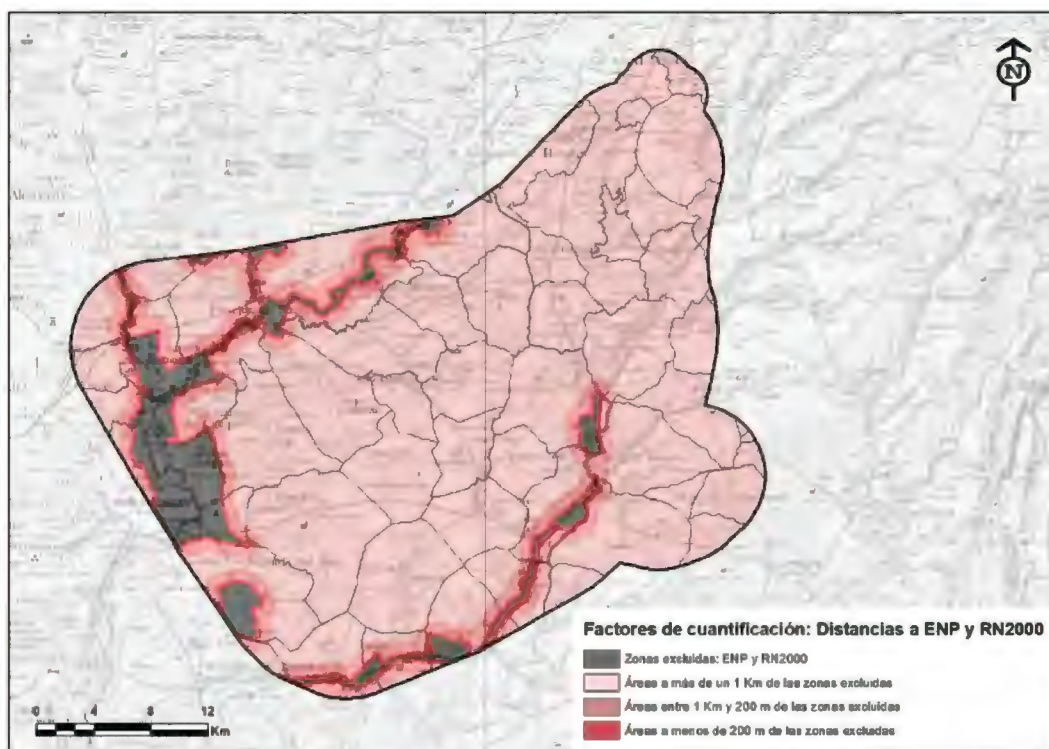 N
Factores de cuantificación: Distancias a ENP y RN2000
Zonas excluidas: ENP y RN2000
Áreas a más de un 1 Km de las zonas excluidas
Áreas entre 1 Km y 200 m de las zonas excluidas
Áreas a menos de 200 m de las zonas excluidas
0 4 8 12
Km